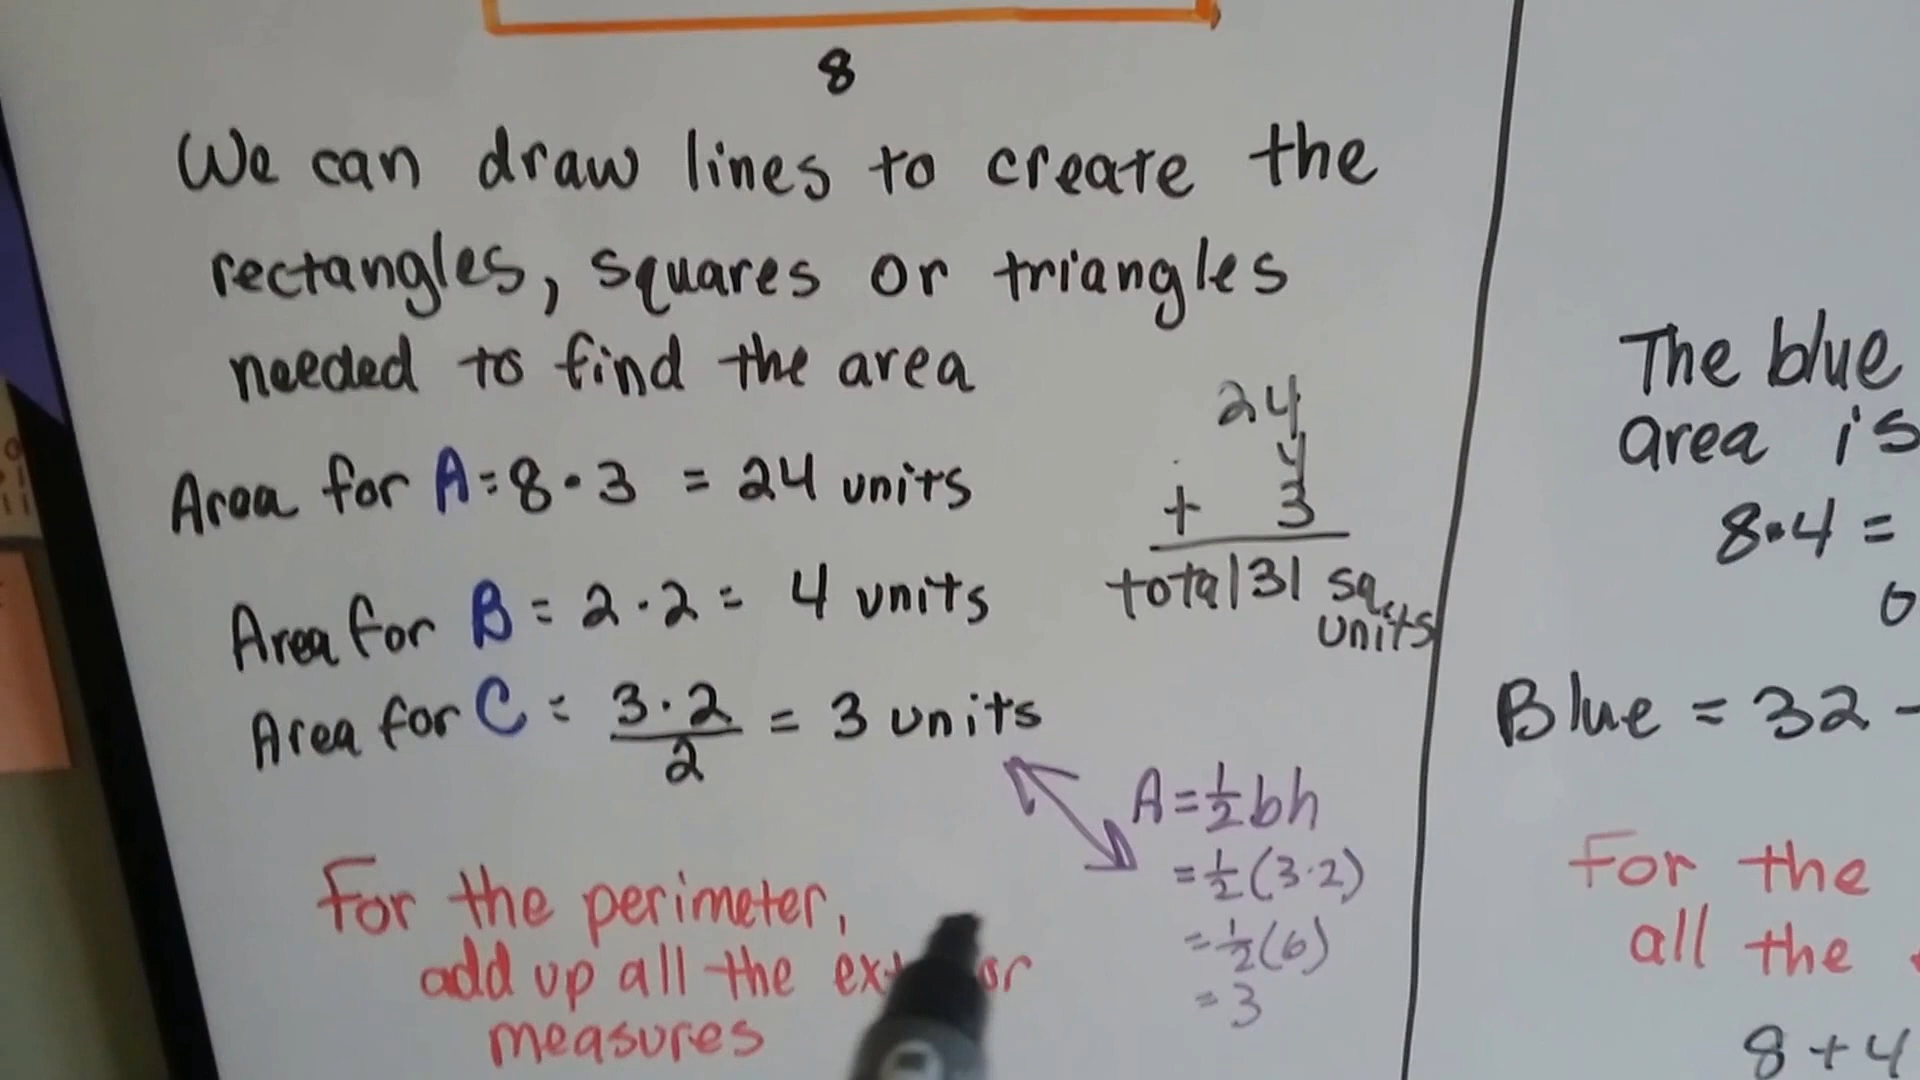 8
We can draw lines to create the
rectangles, squares or triangles
needed to find the area
Area for A = 8 · 3 = 24 units
Area for B = 2 · 2 = 4 units
Area for C = 3 · 2 / 2 = 3 units
24
4
+ 3
total 31 sq. units
A = ½bh
= ½(3·2)
= ½(6)
= 3
For the perimeter,
add up all the
measures
The blue
area is
8·4 =
Blue = 32 -
For the
all the
8 + 4